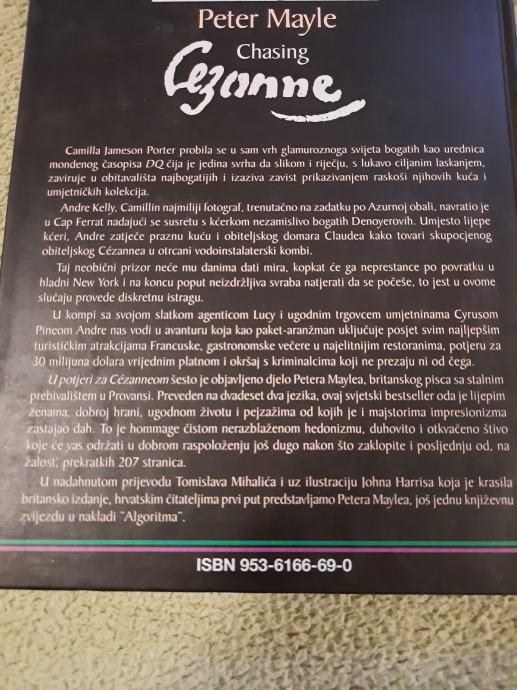 Peter Mayle
Chasing
Cézanne
Camilla Jameson Porter probila se u sam vrh glamuroznoga svijeta bogatih kao urednica
mondenog časopisa DQ čija je jedina svrha da slikom i riječju, s lukavo ciljanim laskanjem,
zaviruje u obitavališta najbogatijih i izaziva zavist prikazivanjem raskoši njihovih kuća i
umjetničkih kolekcija.
Andre Kelly, Camillin najmiliji fotograf, trenutačno na zadatku po Azurnoj obali, navratio je
u Cap Ferrat nadajući se susretu s kćerkom nezamislivo bogatih Denoyerovih. Umjesto lijepe
kćeri, Andre zatječe praznu kuću i obiteljskog domara Claudea kako tovari skupocjenog
obiteljskog Cézannea u otrcani vodoinstalaterski kombi.
Taj neobični prizor neće mu danima dati mira, kopkat će ga neprestance po povratku u
hladni New York i na koncu poput neizdržljiva svraba natjerati da se počeše, to jest u ovome
slučaju provede diskretnu istragu.
U kompi sa svojom slatkom agenticom Lucy i ugodnim trgovcem umjetninama Cyrusom
Pineom Andre nas vodi u avanturu koja kao paket-aranžman uključuje posjet svim najljepšim
turističkim atrakcijama Francuske, gastronomske večere u najelitnijim restoranima, potjeru za
30 milijuna dolara vrijednim platnom i okršaj s kriminalcima koji ne prezaju ni od čega.
U potjeri za Cézanneom šesto je objavljeno djelo Petera Maylea, britanskog pisca sa stalnim
prebivalištem u Provansi. Preveden na dvadeset dva jezika, ovaj svjetski bestseller oda je lijepim
ženama, dobroj hrani, ugodnom životu i pejzažima od kojih je i majstorima impresionizma
zastajao dah. To je hommage čistom nerazblaženom hedonizmu, duhovito i otkvačeno štivo
koje će vas održati u dobrom raspoloženju još dugo nakon što zaklopite i posljednju od, na
žalost, prekratkih 207 stranica.
U nadahnutom prijevodu Tomislava Mihalića i uz ilustraciju Johna Harrisa koja je krasila
britansko izdanje, hrvatskim čitateljima prvi put predstavljamo Petera Maylea, još jednu književnu
zvijezdu u nakladi "Algoritma".
ISBN 953-6166-69-0